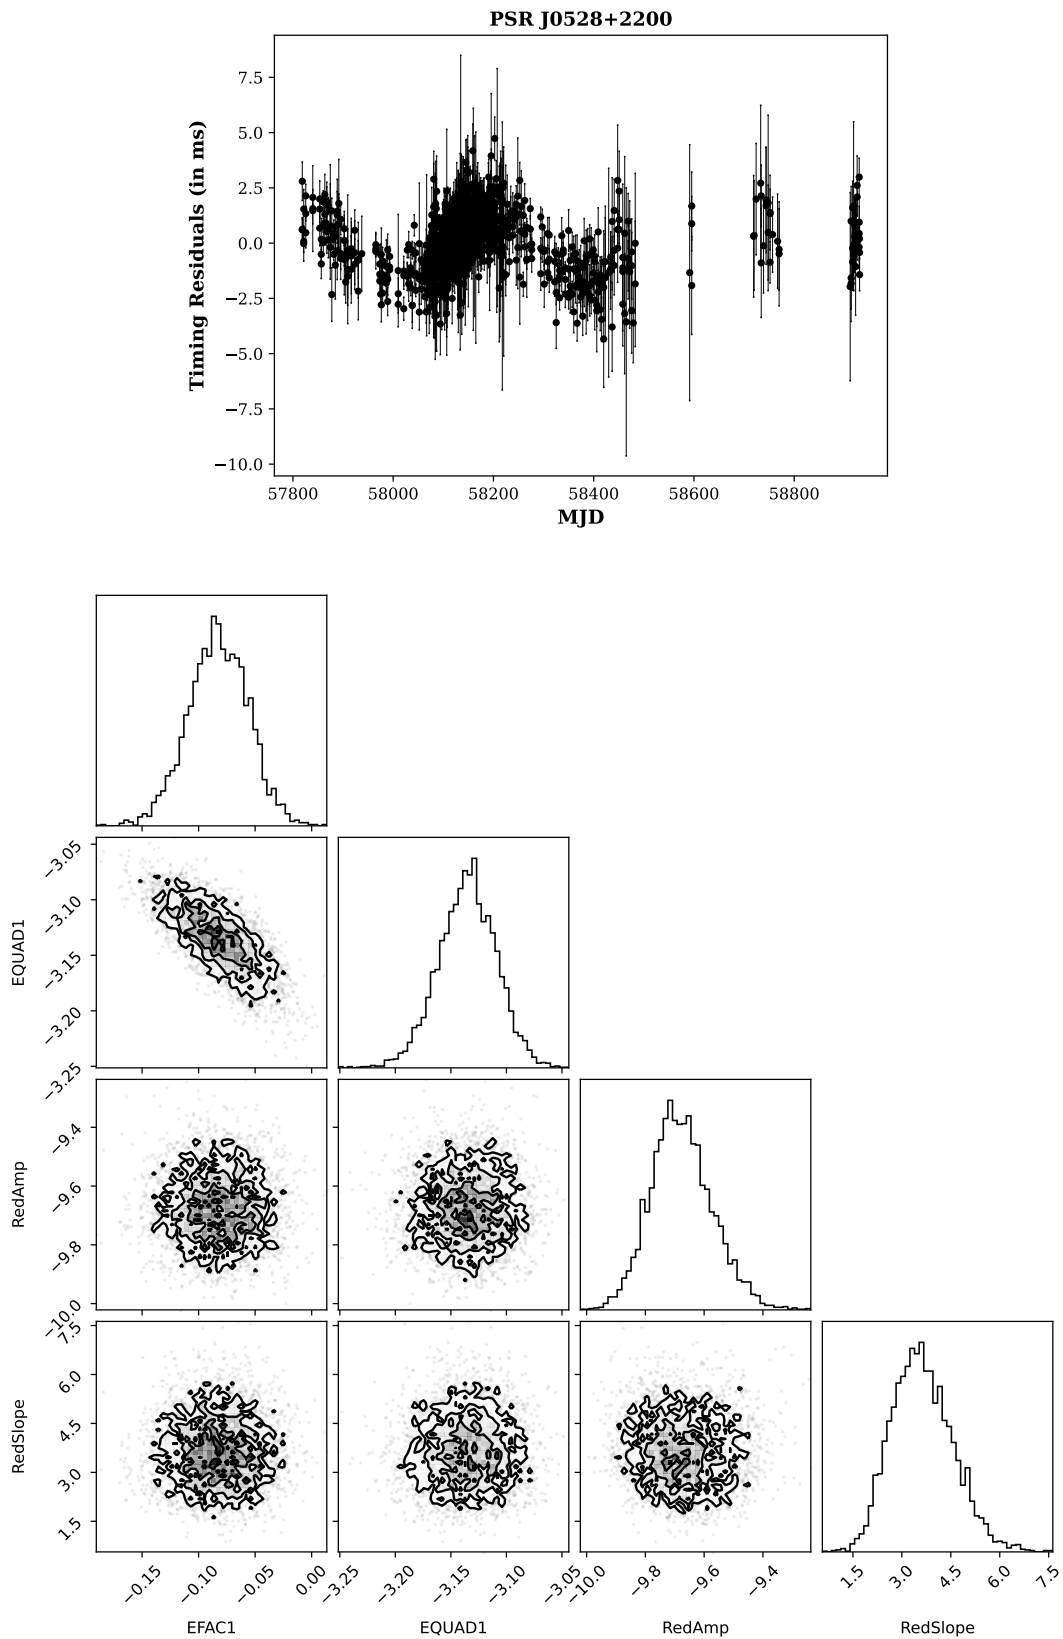 PSR J0528+2200
7.5
5.0
2.5
0.0
−2.5
−5.0
−7.5
−10.0
Timing Residuals (in ms)
57800 58000 58200 58400 58600 58800
MJD
−3.05
−3.10
−3.15
−3.20
−3.25
EQUAD1
−9.4
−9.6
−9.8
−10.0
RedAmp
7.5
6.0
4.5
3.0
1.5
RedSlope
−0.15 −0.10 −0.05 0.00 −3.25 −3.20 −3.15 −3.10 −3.05 −10.0 −9.8 −9.6 −9.4 1.5 3.0 4.5 6.0 7.5
EFAC1 EQUAD1 RedAmp RedSlope